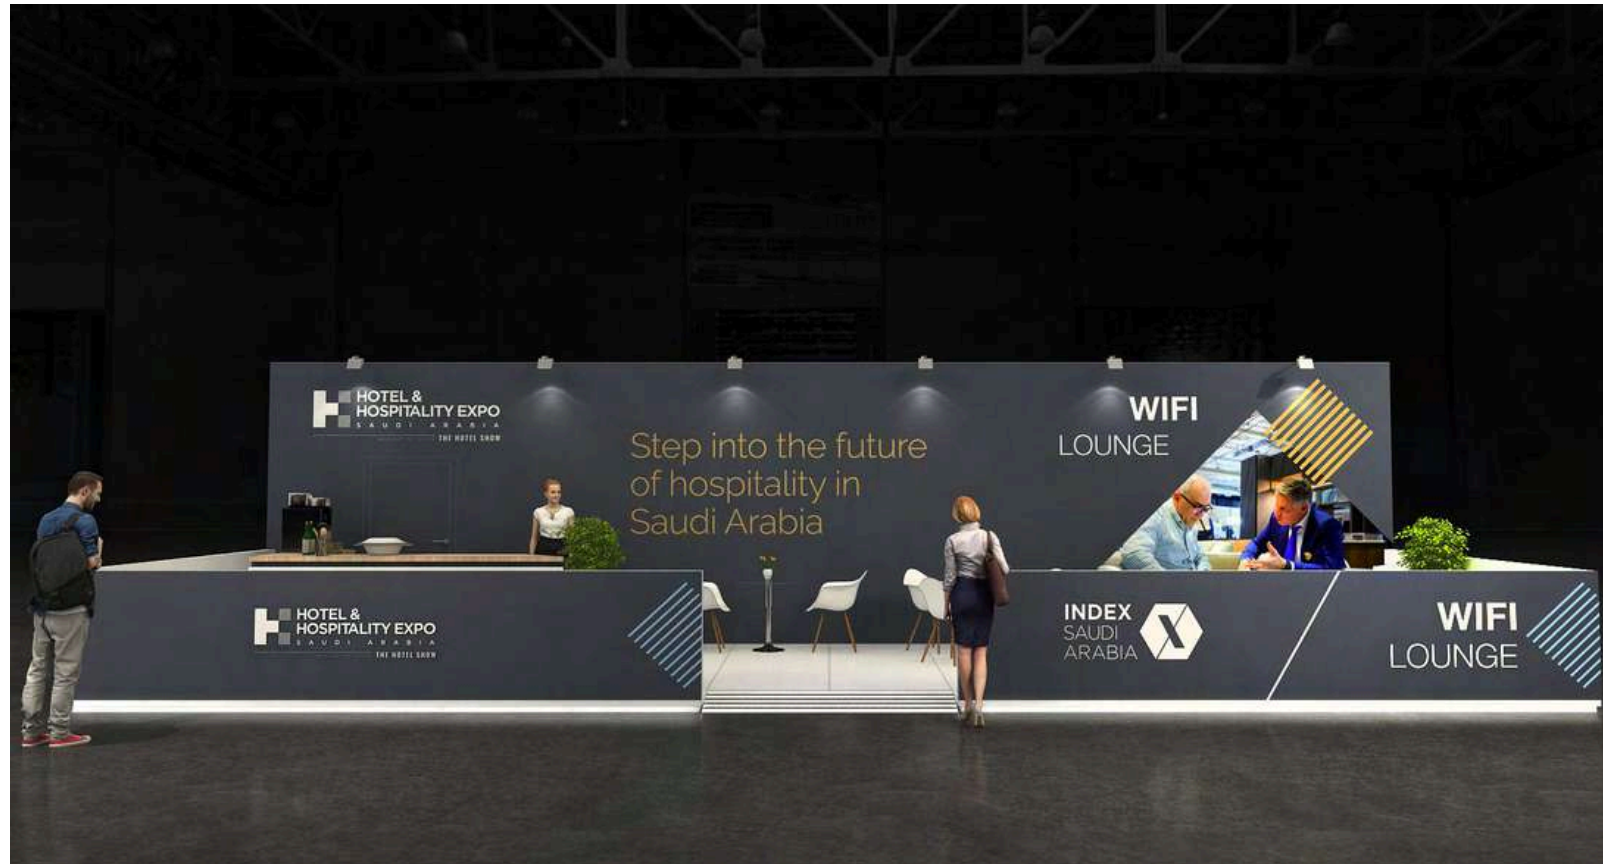 HOTEL &
HOSPITALITY EXPO
SAUDI ARABIA
THE HOTEL SHOW
Step into the future
of hospitality in
Saudi Arabia
WIFI
LOUNGE
HOTEL &
HOSPITALITY EXPO
SAUDI ARABIA
THE HOTEL SHOW
INDEX
SAUDI
ARABIA
WIFI
LOUNGE